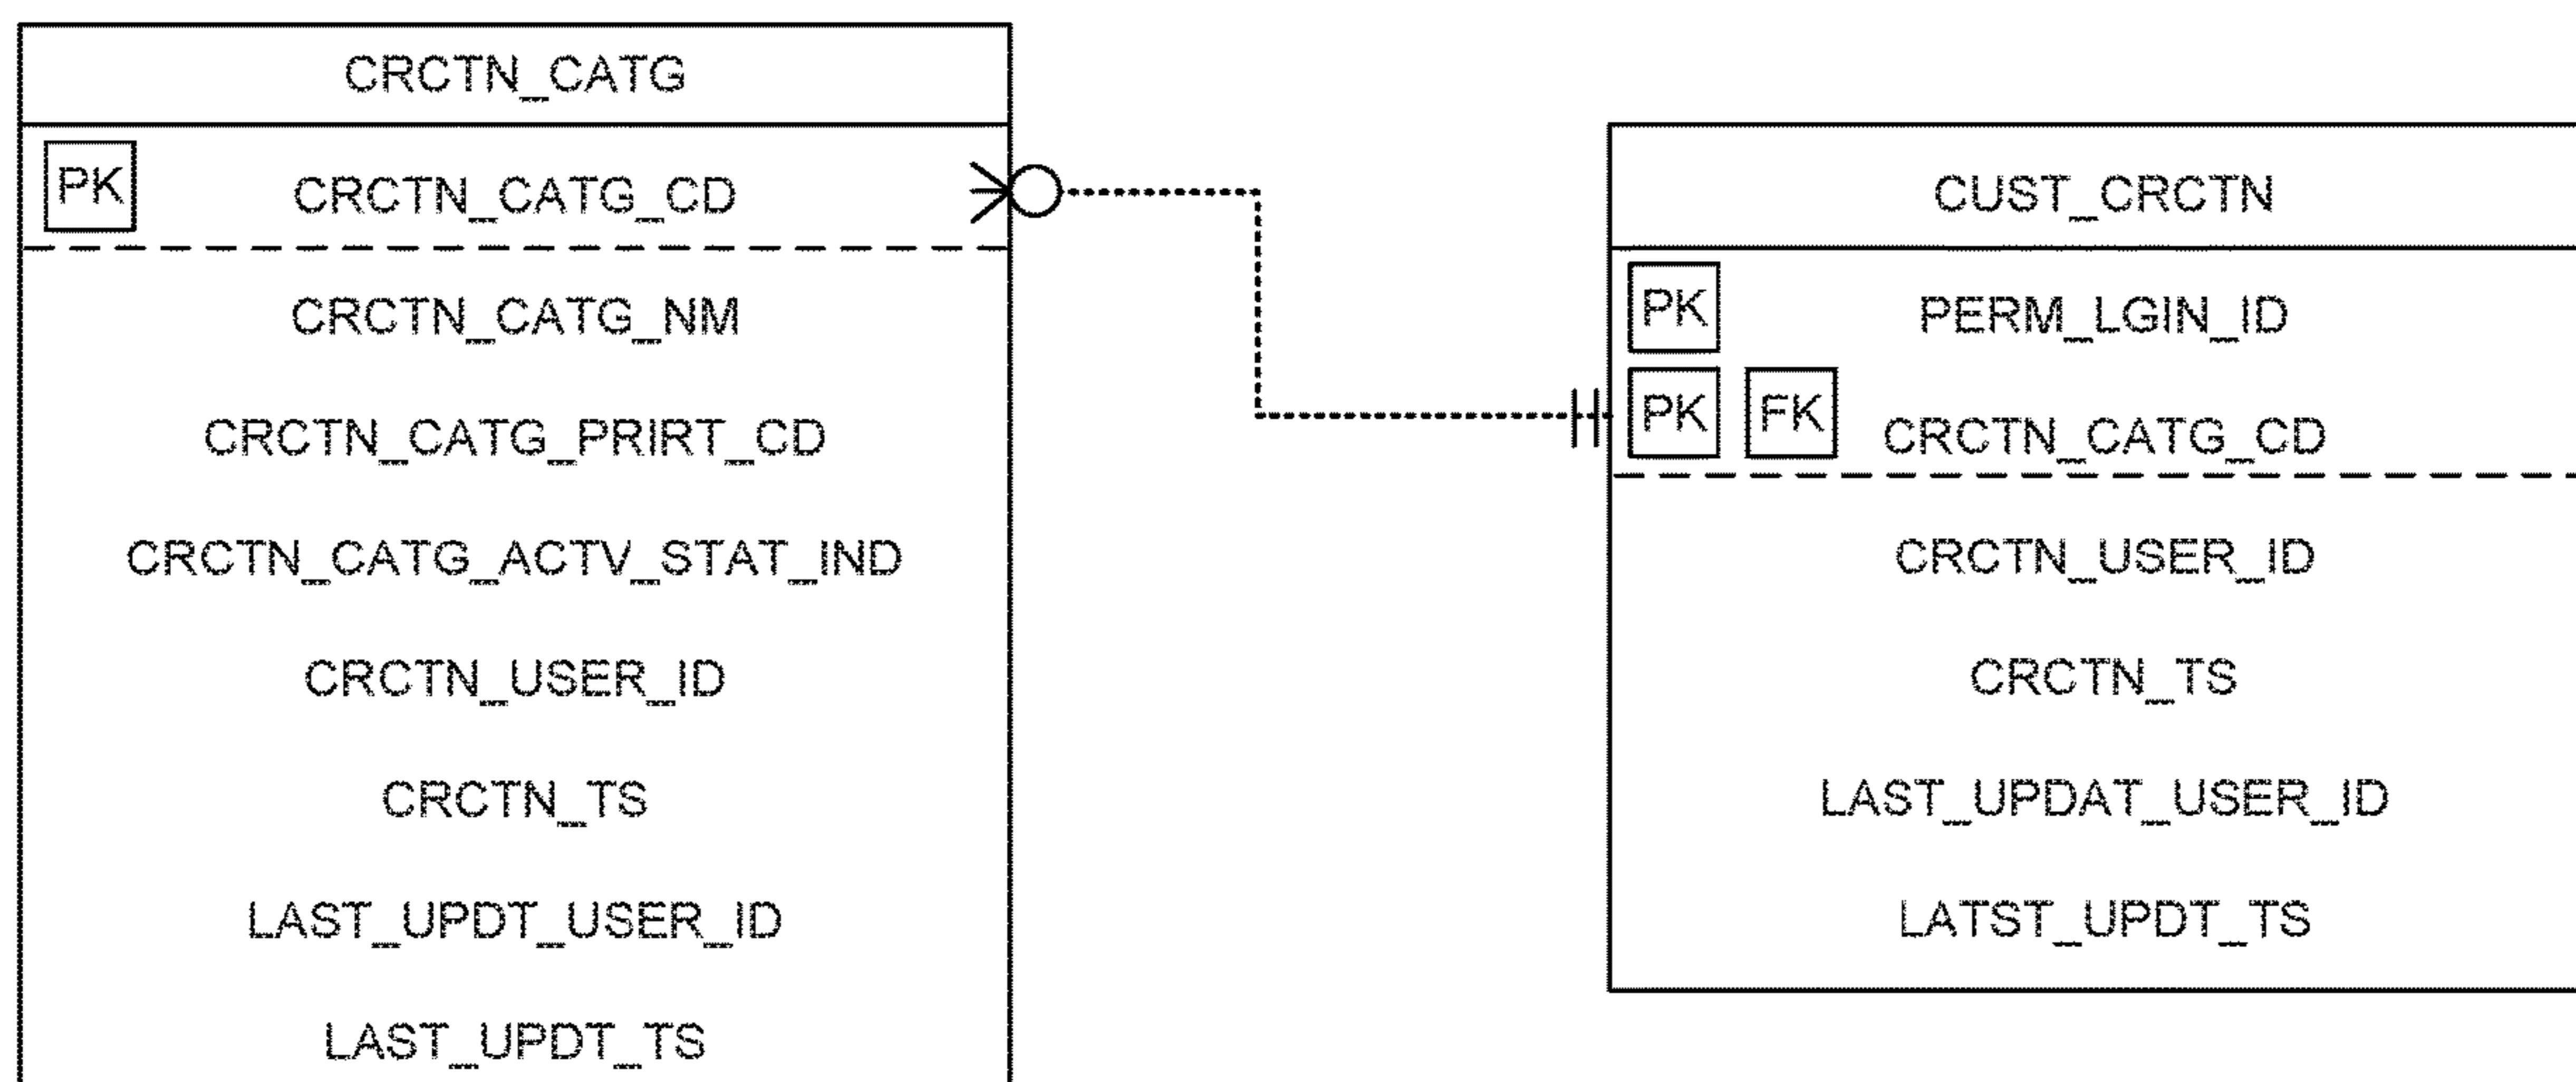 CRCTN_CATG
PK CRCTN_CATG_CD
CRCTN_CATG_NM
CRCTN_CATG_PRIRT_CD
CRCTN_CATG_ACTV_STAT_IND
CRCTN_USER_ID
CRCTN_TS
LAST_UPDT_USER_ID
LAST_UPDT_TS
CUST_CRCTN
PK PERM_LGIN_ID
PK FK CRCTN_CATG_CD
CRCTN_USER_ID
CRCTN_TS
LAST_UPDAT_USER_ID
LATST_UPDT_TS